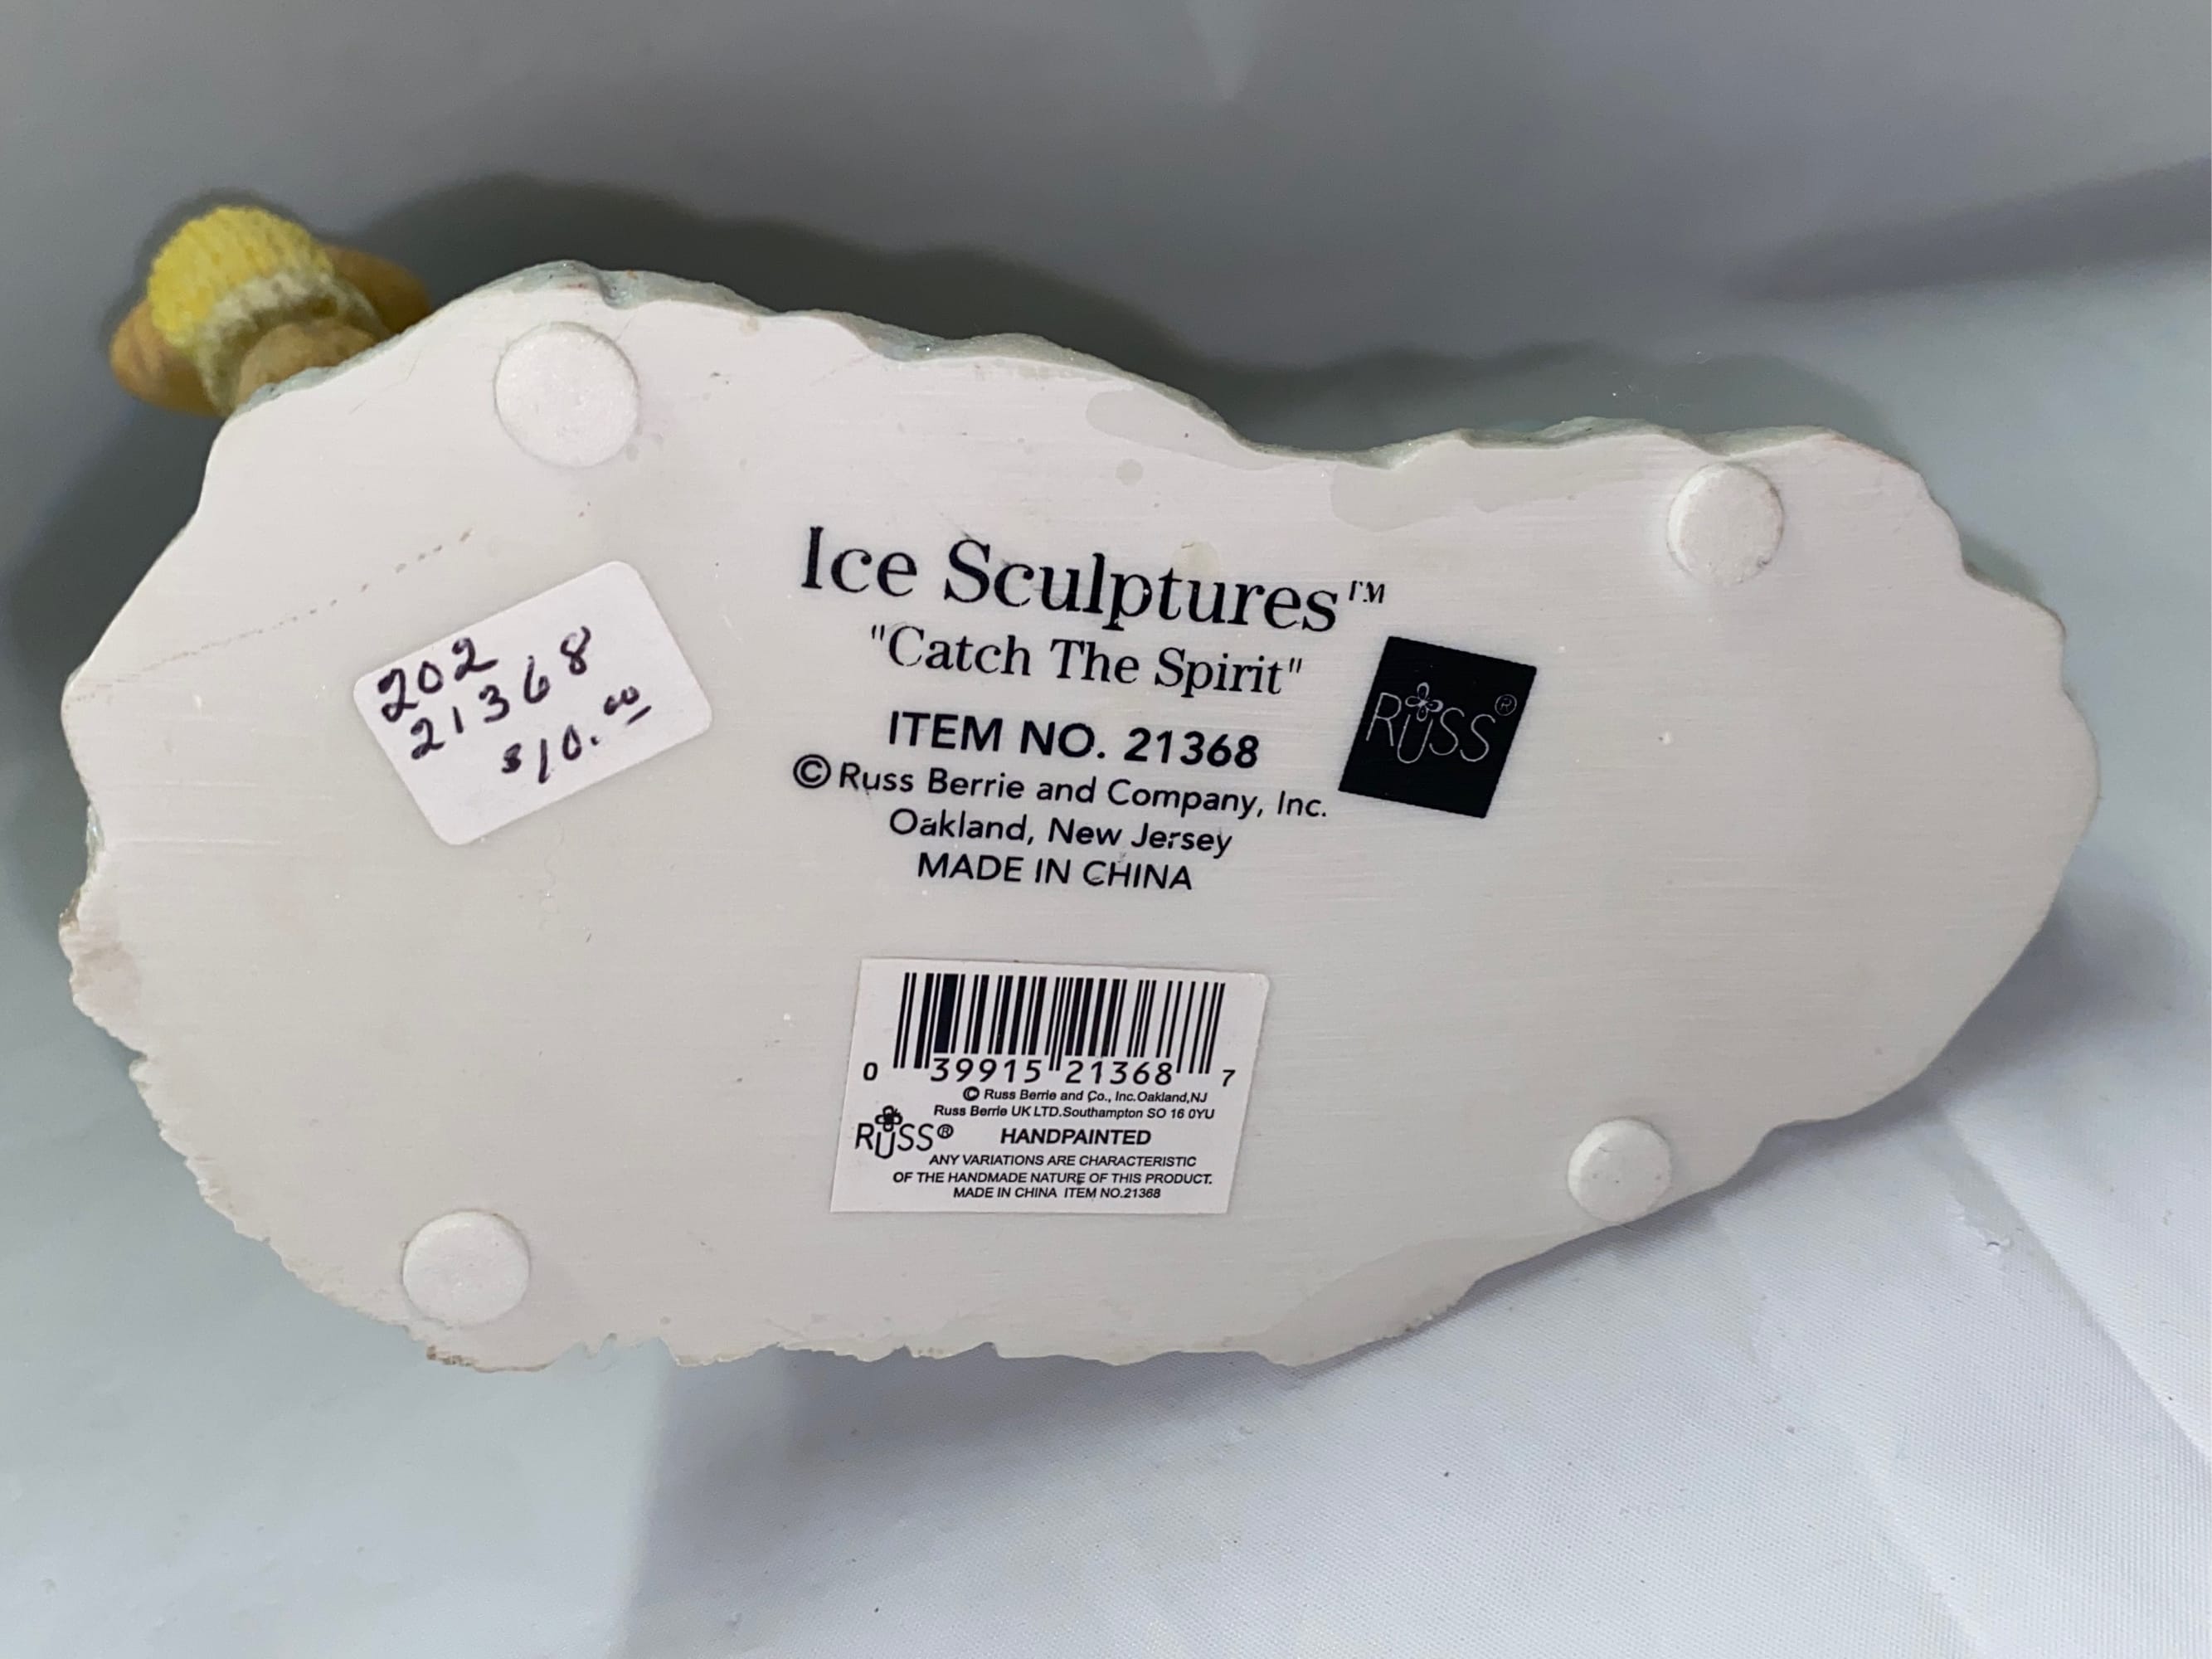 Ice Sculptures™
"Catch The Spirit"
ITEM NO. 21368
© Russ Berrie and Company, Inc.
Oakland, New Jersey
MADE IN CHINA
RUSS®
202
21368
$10.00
0 39915 21368 7
© Russ Berrie and Co., Inc.Oakland,NJ
Russ Berrie UK LTD.Southampton SO 16 0YU
RUSS® HANDPAINTED
ANY VARIATIONS ARE CHARACTERISTIC
OF THE HANDMADE NATURE OF THIS PRODUCT.
MADE IN CHINA ITEM NO.21368